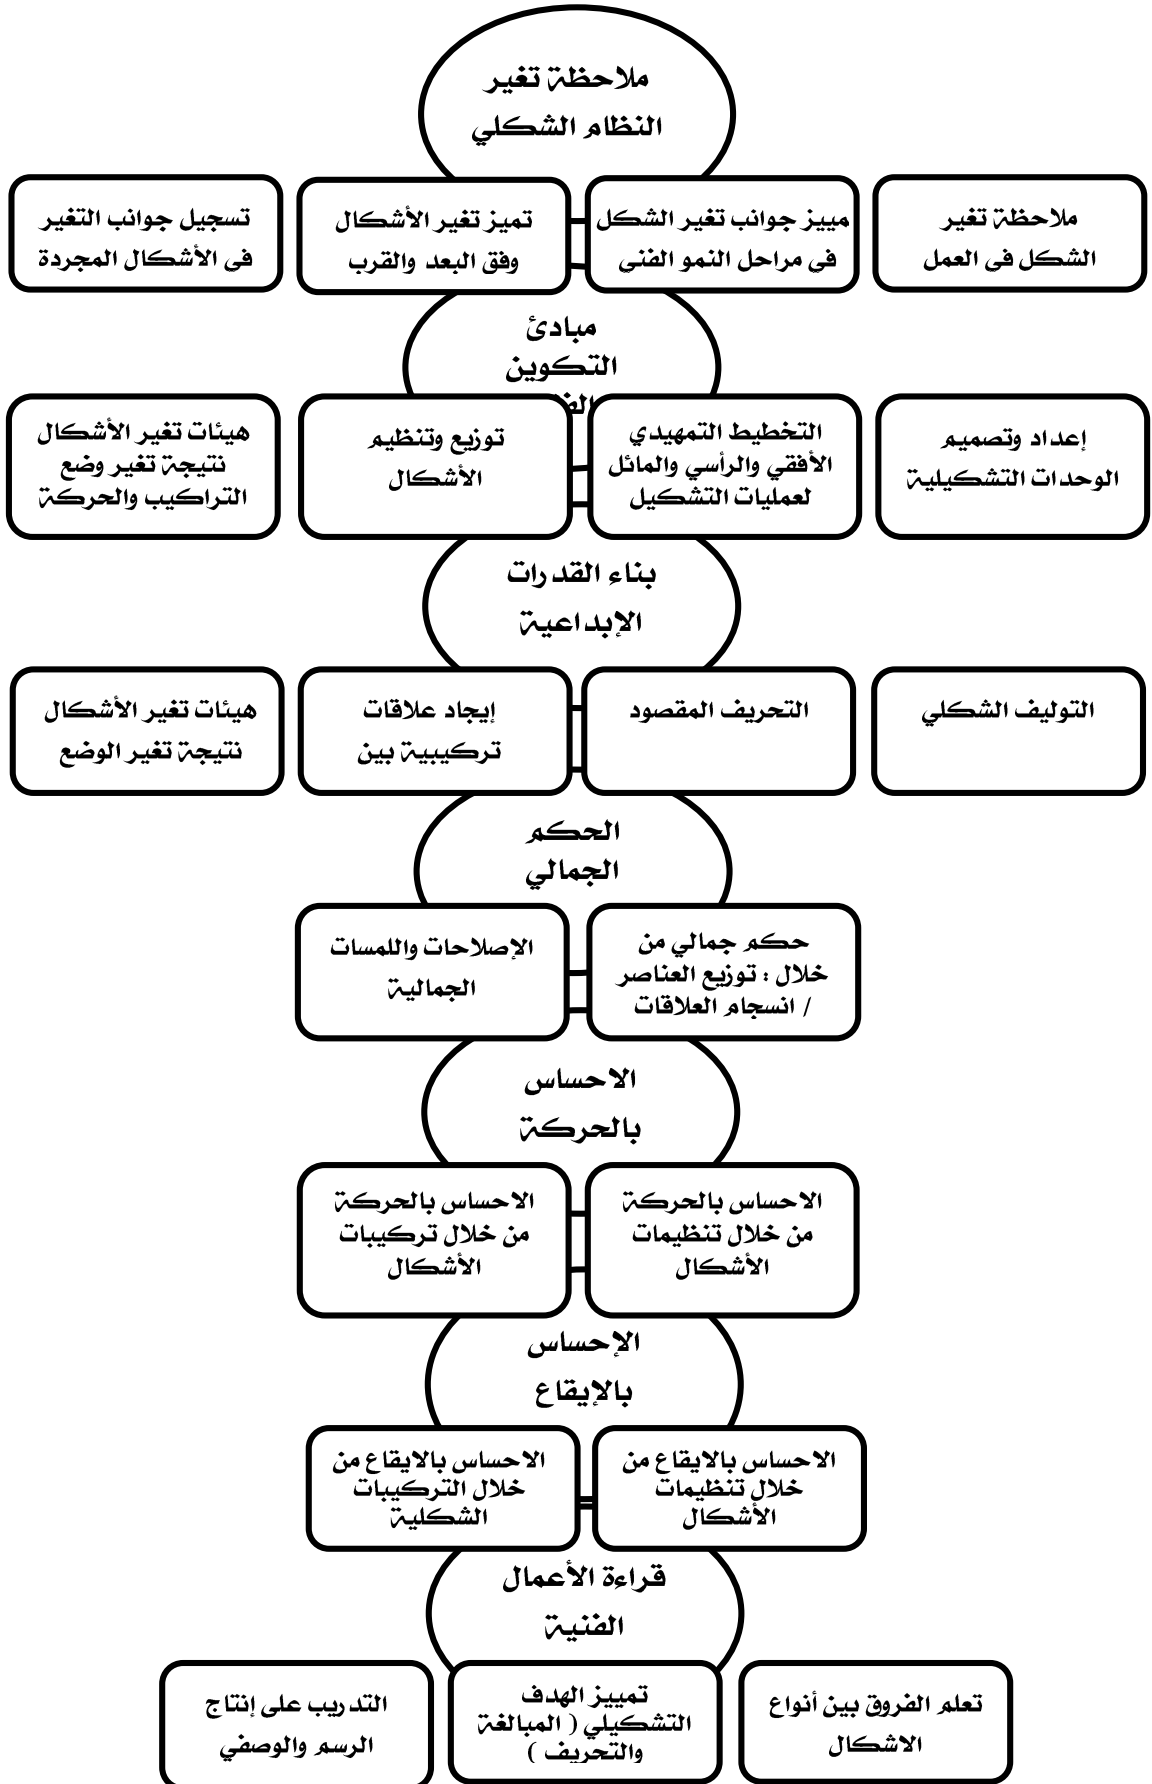 ملاحظة تغير
النظام الشكلي
ملاحظة تغير
الشكل في العمل
مييز جوانب تغير الشكل
في مراحل النمو الفني
تميز تغير الأشكال
وفق البعد والقرب
تسجيل جوانب التغير
في الأشكال المجردة
مبادئ
التكوين
إعداد وتصميم
الوحدات التشكيلية
التخطيط التمهيدي
الأفقي والرأسي والمائل
لعمليات التشكيل
توزيع وتنظيم
الأشكال
هيئات تغير الأشكال
نتيجة تغير وضع
التراكيب والحركة
بناء القدرات
الإبداعية
التوليف الشكلي
التحريف المقصود
إيجاد علاقات
تركيبية بين
هيئات تغير الأشكال
نتيجة تغير الوضع
الحكم
الجمالي
حكم جمالي من
خلال : توزيع العناصر
/ انسجام العلاقات
الإصلاحات واللمسات
الجمالية
الاحساس
بالحركة
الاحساس بالحركة
من خلال تنظيمات
الأشكال
الاحساس بالحركة
من خلال تركيبات
الأشكال
الإحساس
بالإيقاع
الاحساس بالايقاع من
خلال تنظيمات
الأشكال
الاحساس بالايقاع من
خلال التركيبات
الشكلية
قراءة الأعمال
الفنية
تعلم الفروق بين أنواع
الاشكال
تمييز الهدف
التشكيلي ( المبالغة
والتحريف )
التدريب على إنتاج
الرسم والوصفي